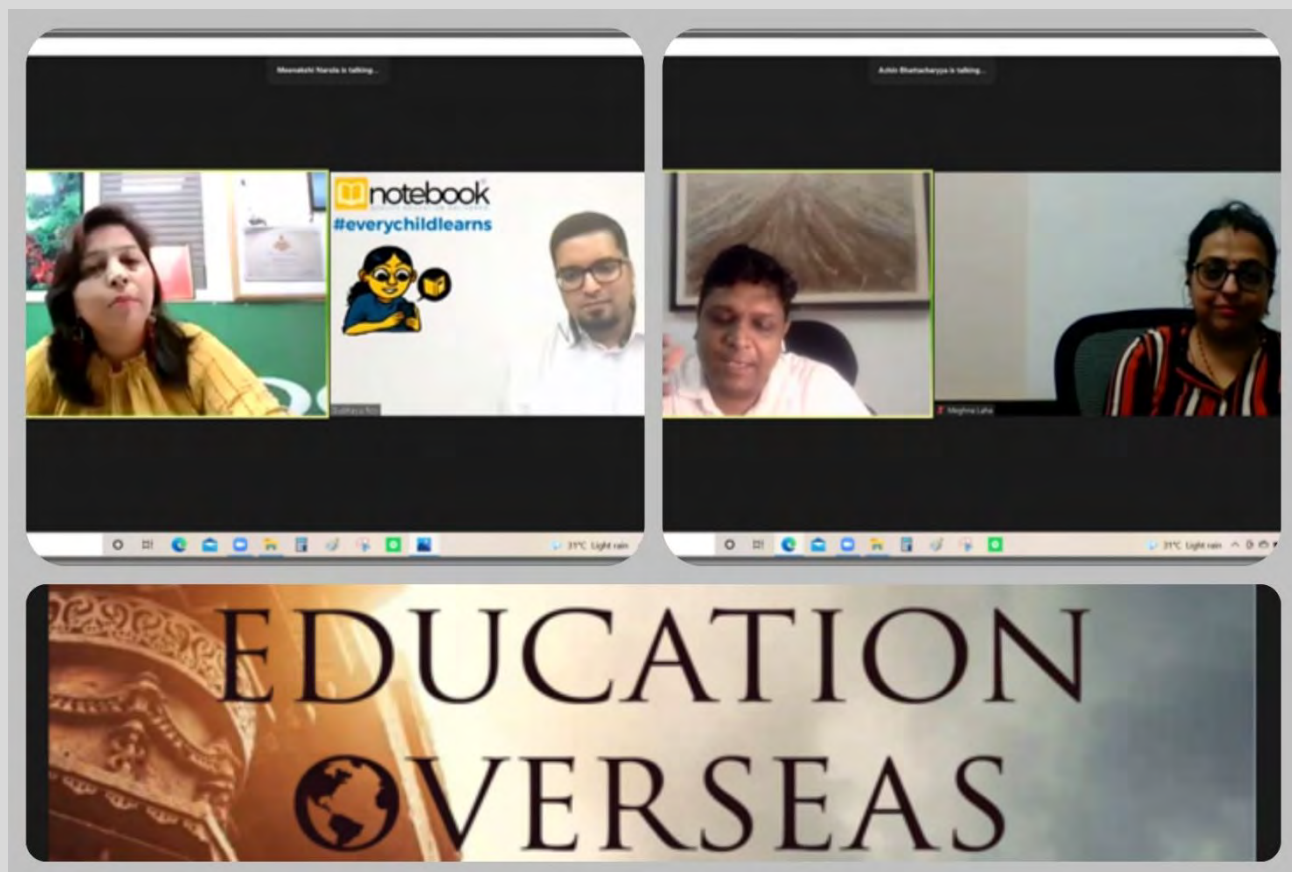 Meenakshi Narula is talking...
Achin Bhattacharyya is talking...
notebook
#everychildlearns
Meghna Laha
31°C Light rain
31°C Light rain
EDUCATION
OVERSEAS